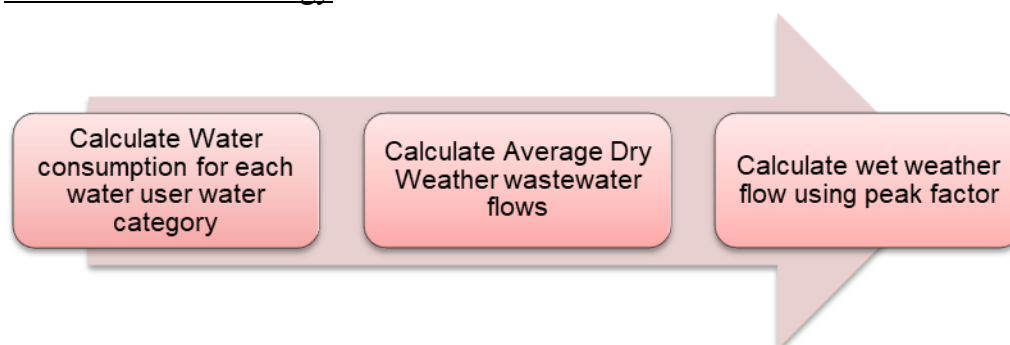 Calculate Water
consumption for each
water user water
category
Calculate Average Dry
Weather wastewater
flows
Calculate wet weather
flow using peak factor